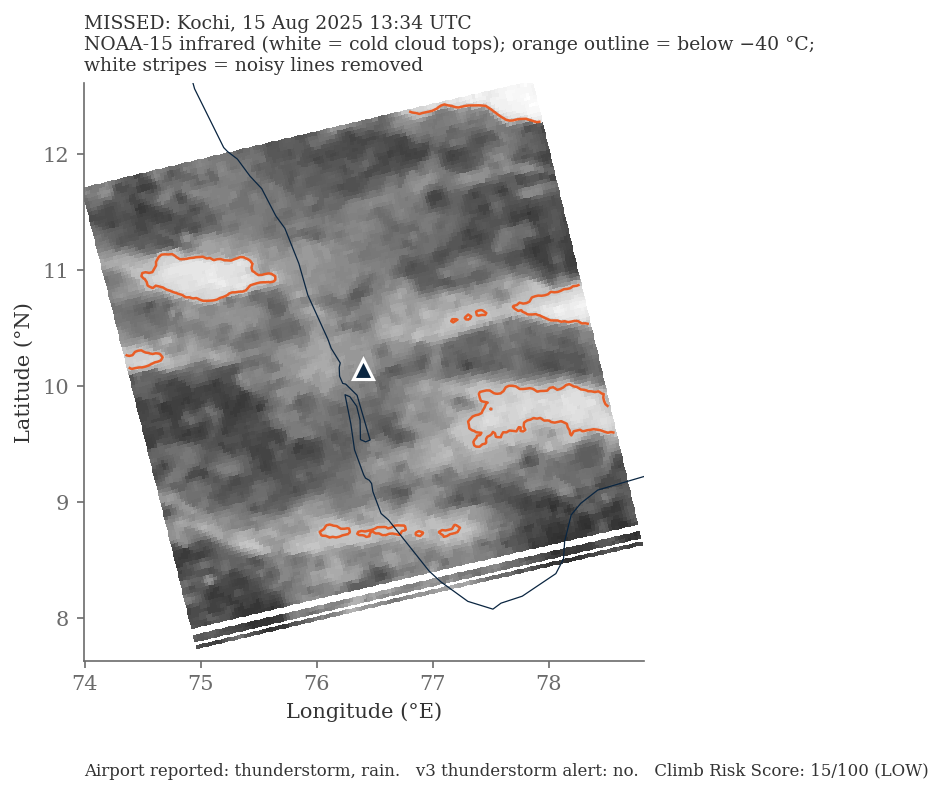 MISSED: Kochi, 15 Aug 2025 13:34 UTC
NOAA-15 infrared (white = cold cloud tops); orange outline = below −40 °C;
white stripes = noisy lines removed
12
11
10
9
8
Latitude (°N)
74
75
76
77
78
Longitude (°E)
Airport reported: thunderstorm, rain.   v3 thunderstorm alert: no.   Climb Risk Score: 15/100 (LOW)